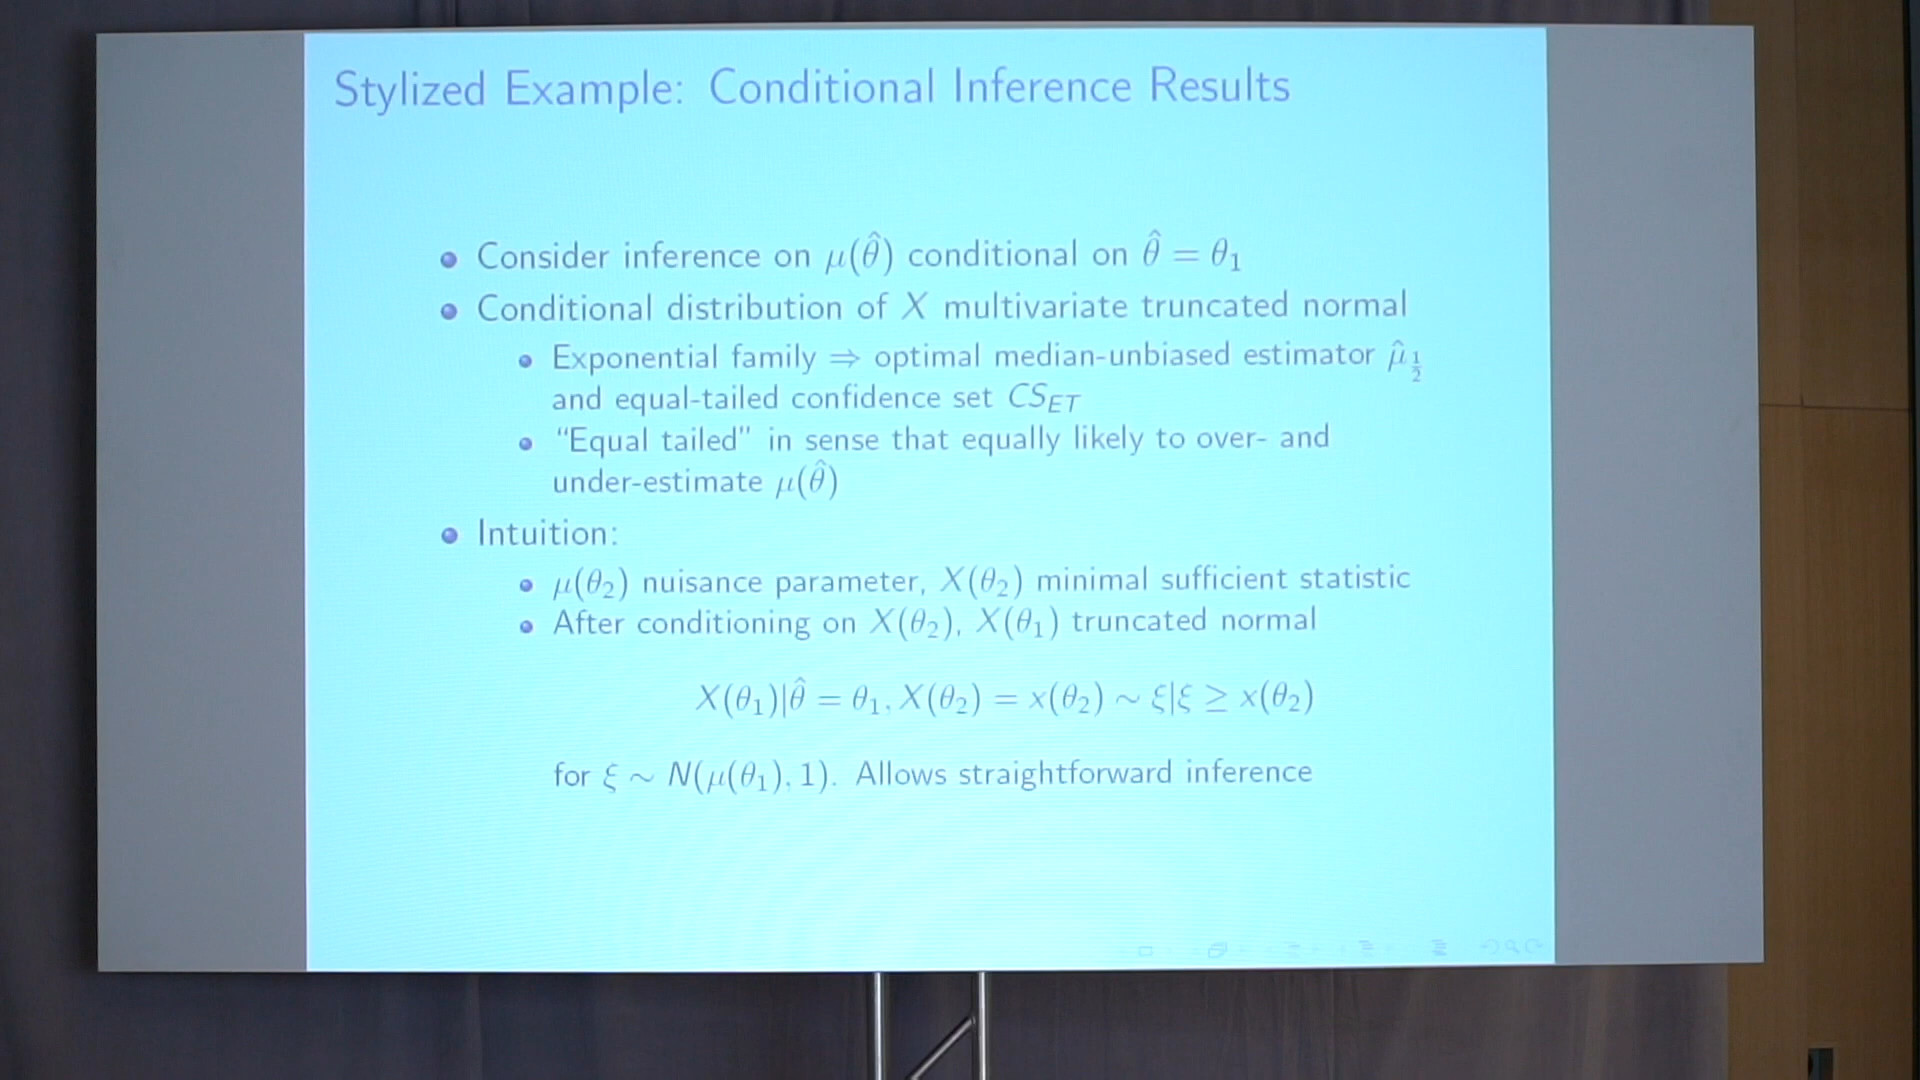 Stylized Example: Conditional Inference Results
• Consider inference on μ(θ̂) conditional on θ̂ = θ₁
• Conditional distribution of X multivariate truncated normal
• Exponential family ⇒ optimal median-unbiased estimator μ̂_{1/2}
and equal-tailed confidence set CS_{ET}
• “Equal tailed” in sense that equally likely to over- and
under-estimate μ(θ̂)
• Intuition:
• μ(θ₂) nuisance parameter, X(θ₂) minimal sufficient statistic
• After conditioning on X(θ₂), X(θ₁) truncated normal
X(θ₁)|θ̂ = θ₁, X(θ₂) = x(θ₂) ∼ ξ|ξ ≥ x(θ₂)
for ξ ∼ N(μ(θ₁), 1). Allows straightforward inference